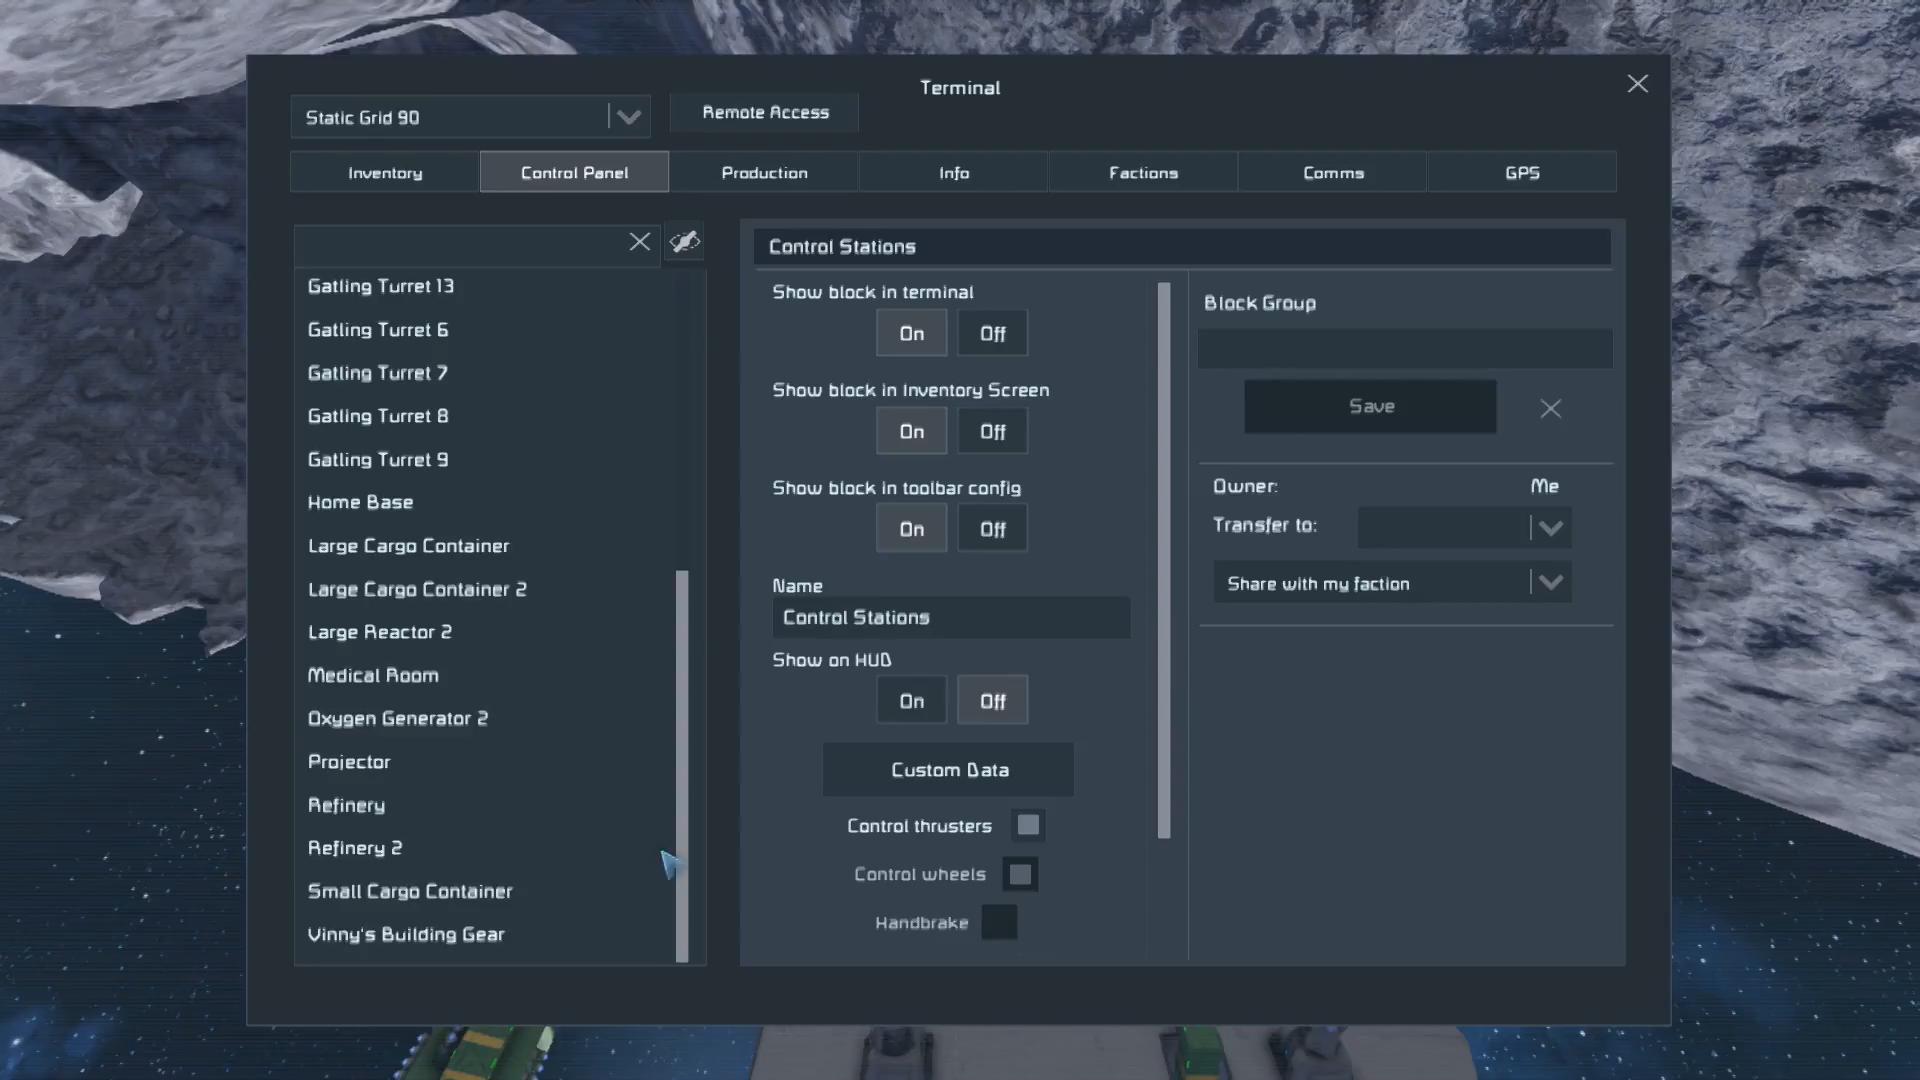 Terminal
Static Grid 90
Remote Access
Inventory
Control Panel
Production
Info
Factions
Comms
GPS
Gatling Turret 13
Gatling Turret 6
Gatling Turret 7
Gatling Turret 8
Gatling Turret 9
Home Base
Large Cargo Container
Large Cargo Container 2
Large Reactor 2
Medical Room
Oxygen Generator 2
Projector
Refinery
Refinery 2
Small Cargo Container
Vinny's Building Gear
Control Stations
Show block in terminal
On Off
Show block in Inventory Screen
On Off
Show block in toolbar config
On Off
Name
Control Stations
Show on HUD
On Off
Custom Data
Control thrusters
Control wheels
Handbrake
Block Group
Save
Owner: Me
Transfer to:
Share with my faction